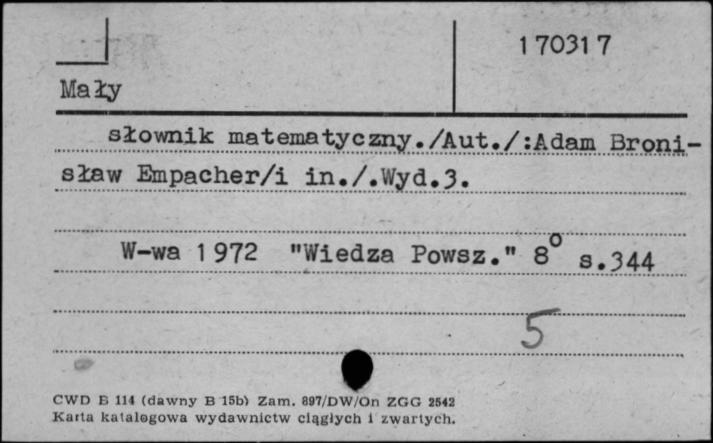 170317
Mały
słownik matematyczny./Aut./:Adam Broni-
sław Empacher/i in./.Wyd.3.
W-wa 1972 "Wiedza Powsz." 8° s.344
5
CWD B 114 (dawny B 15b) Zam. 897/DW/On ZGG 2542
Karta katalogowa wydawnictw ciągłych i zwartych.